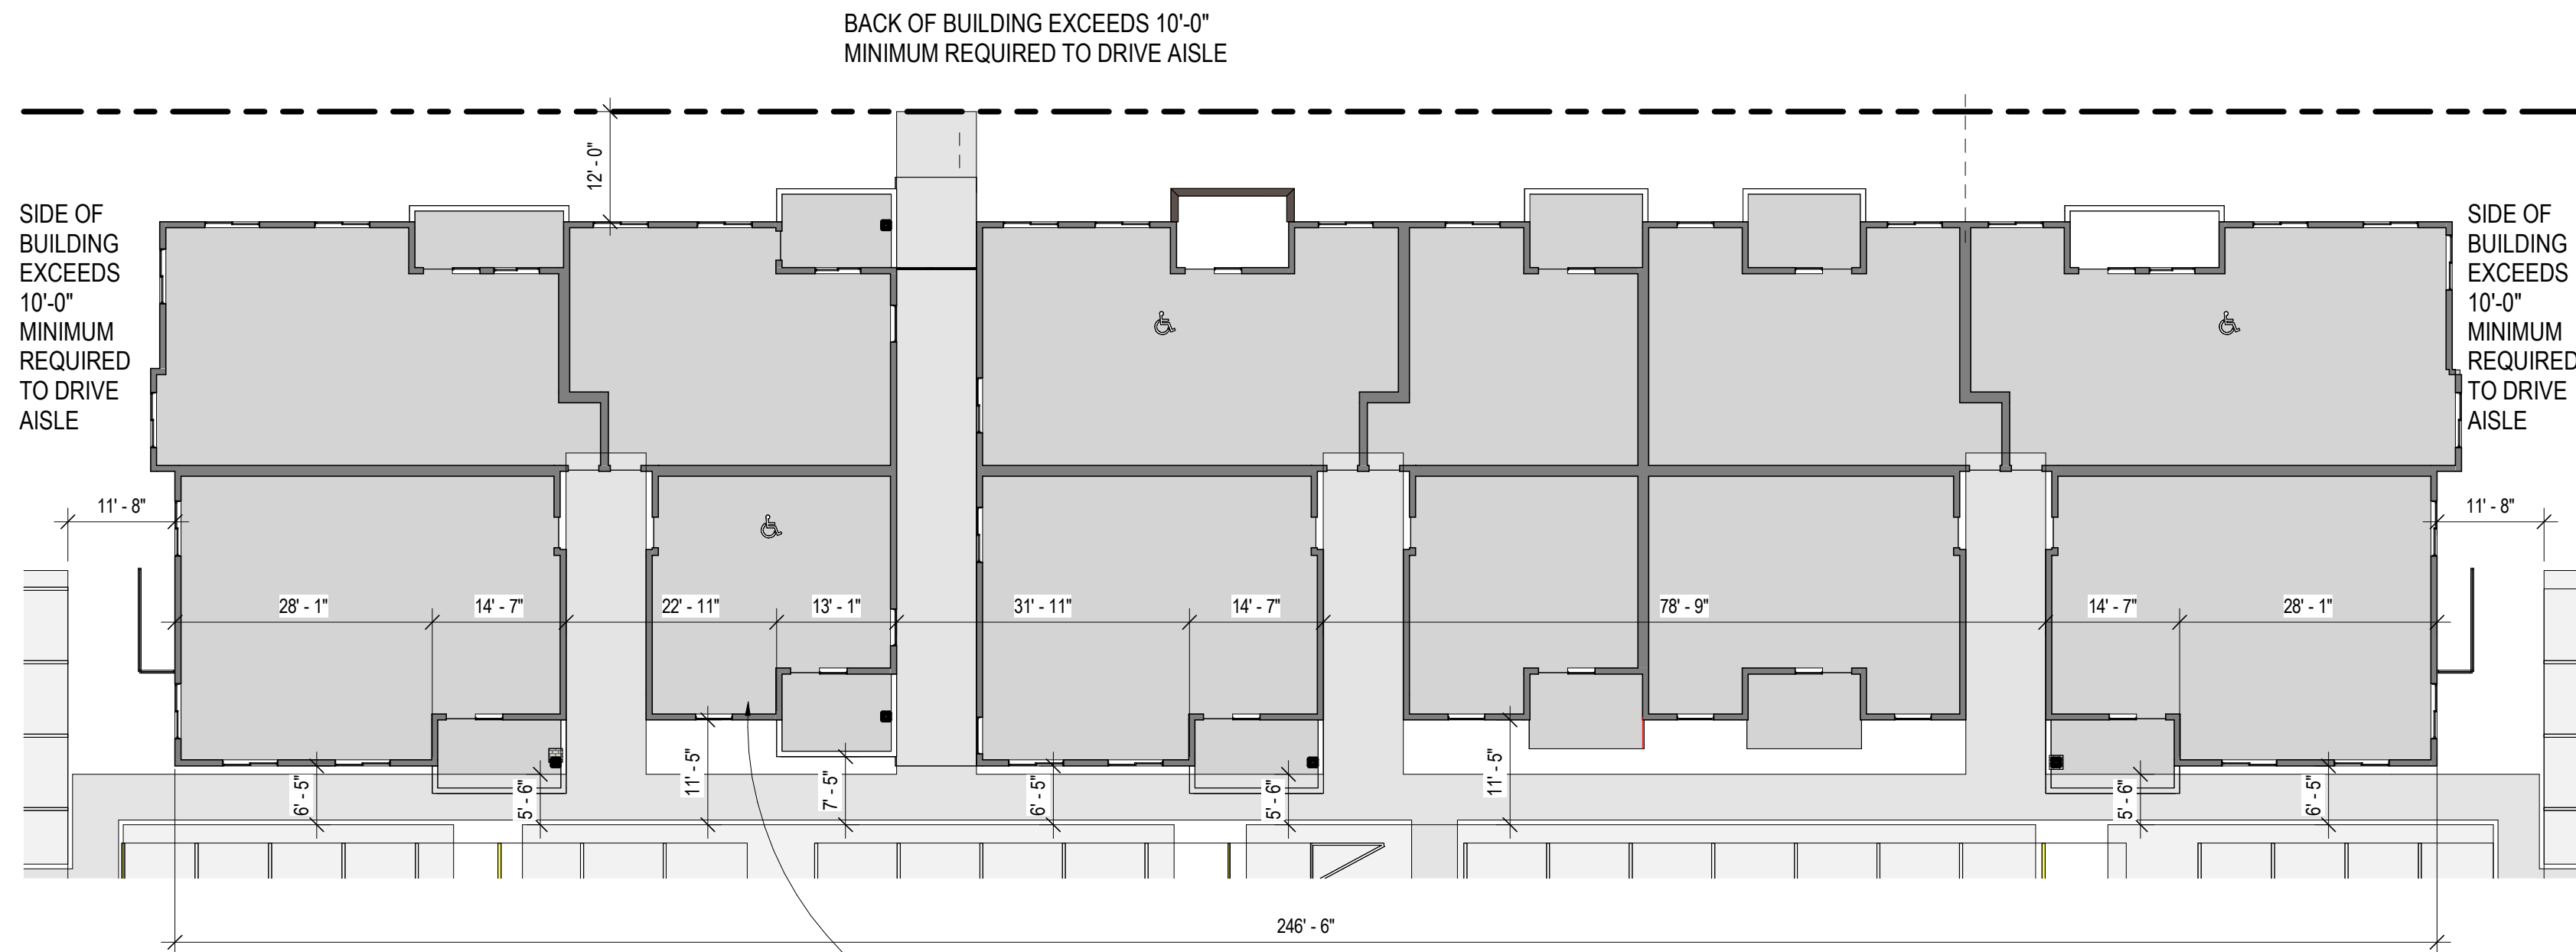 BACK OF BUILDING EXCEEDS 10'-0"
MINIMUM REQUIRED TO DRIVE AISLE
12' - 0"
SIDE OF
BUILDING
EXCEEDS
10'-0"
MINIMUM
REQUIRED
TO DRIVE
AISLE
SIDE OF
BUILDING
EXCEEDS
10'-0"
MINIMUM
REQUIRED
TO DRIVE
AISLE
11' - 8"
11' - 8"
28' - 1"
14' - 7"
22' - 11"
13' - 1"
31' - 11"
14' - 7"
78' - 9"
14' - 7"
28' - 1"
6' - 5"
5' - 6"
11' - 5"
7' - 5"
6' - 5"
5' - 6"
11' - 5"
5' - 6"
6' - 5"
246' - 6"